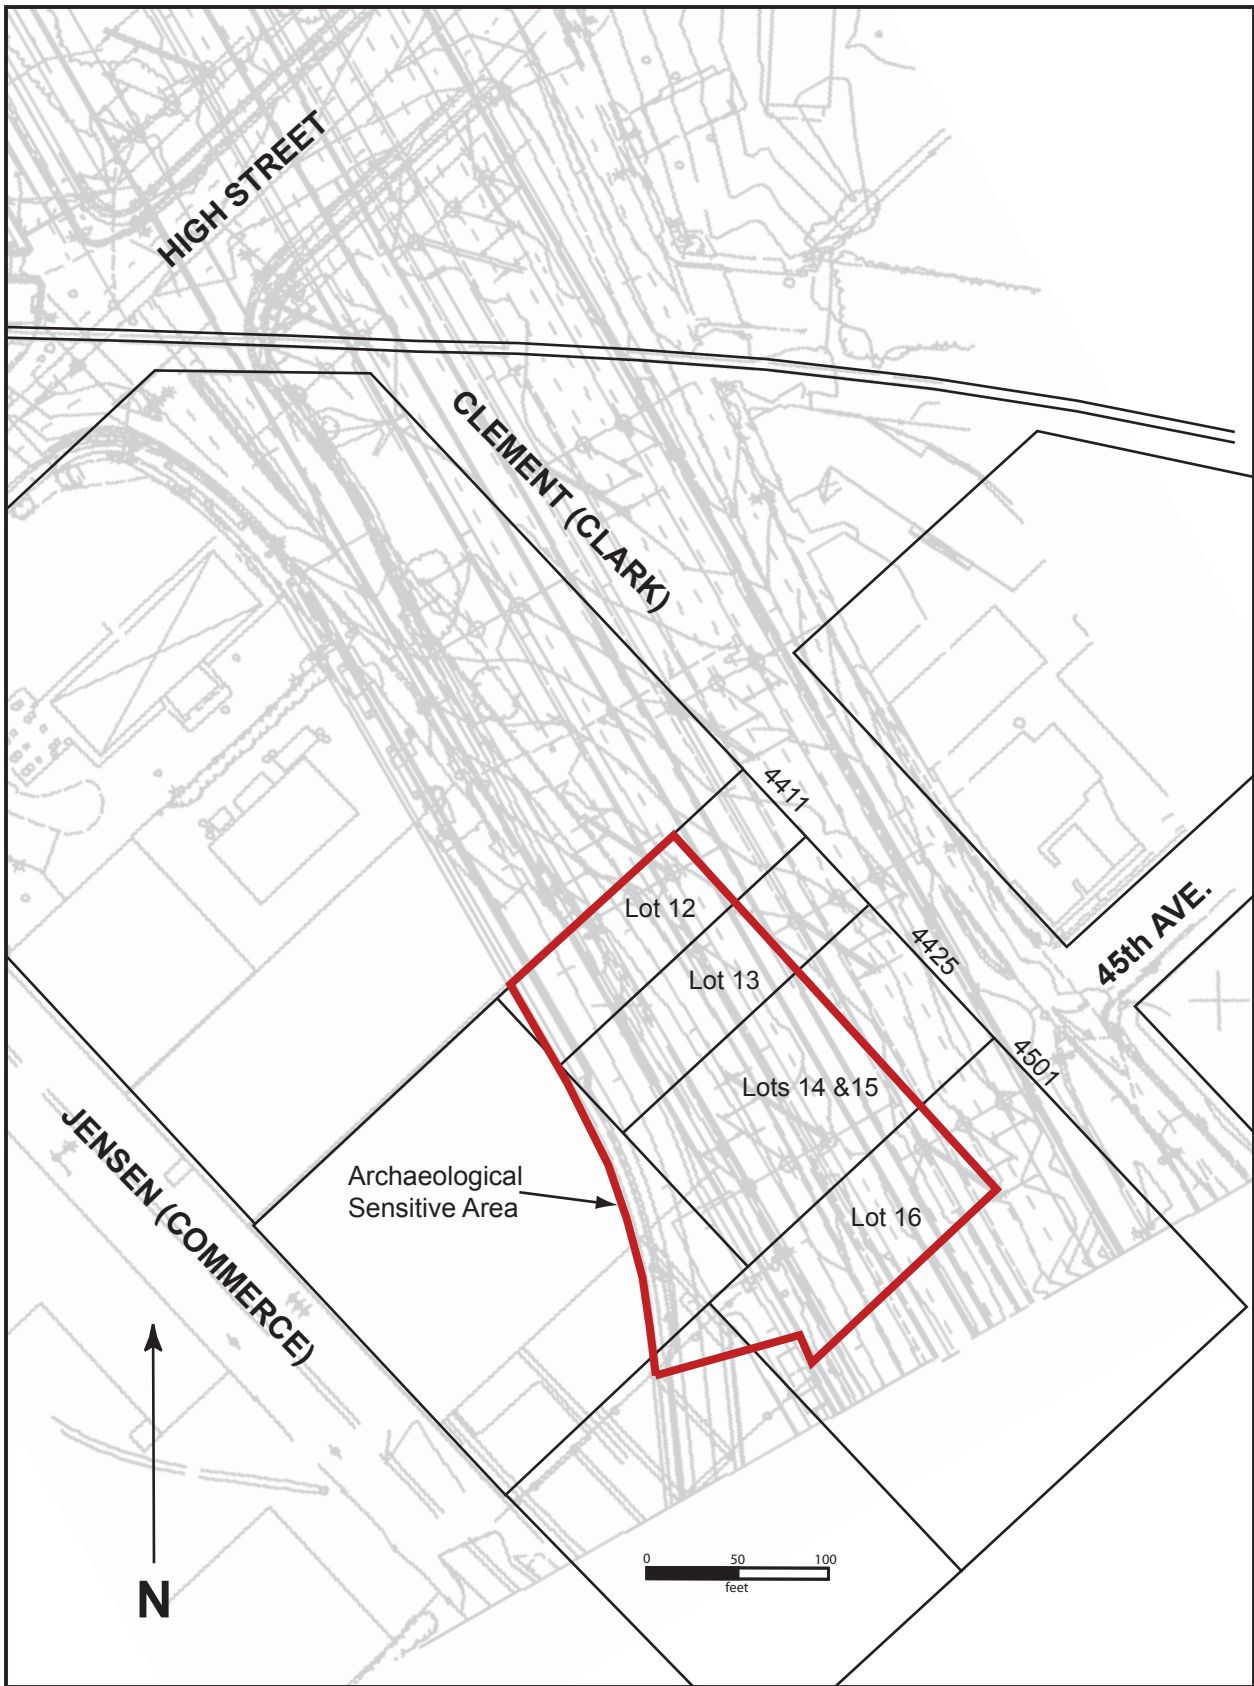 HIGH STREET
CLEMENT (CLARK)
4411
Lot 12
4425
45th AVE.
Lot 13
4501
Lots 14 &15
JENSEN (COMMERCE)
Archaeological
Sensitive Area
Lot 16
0 50 100
feet
N